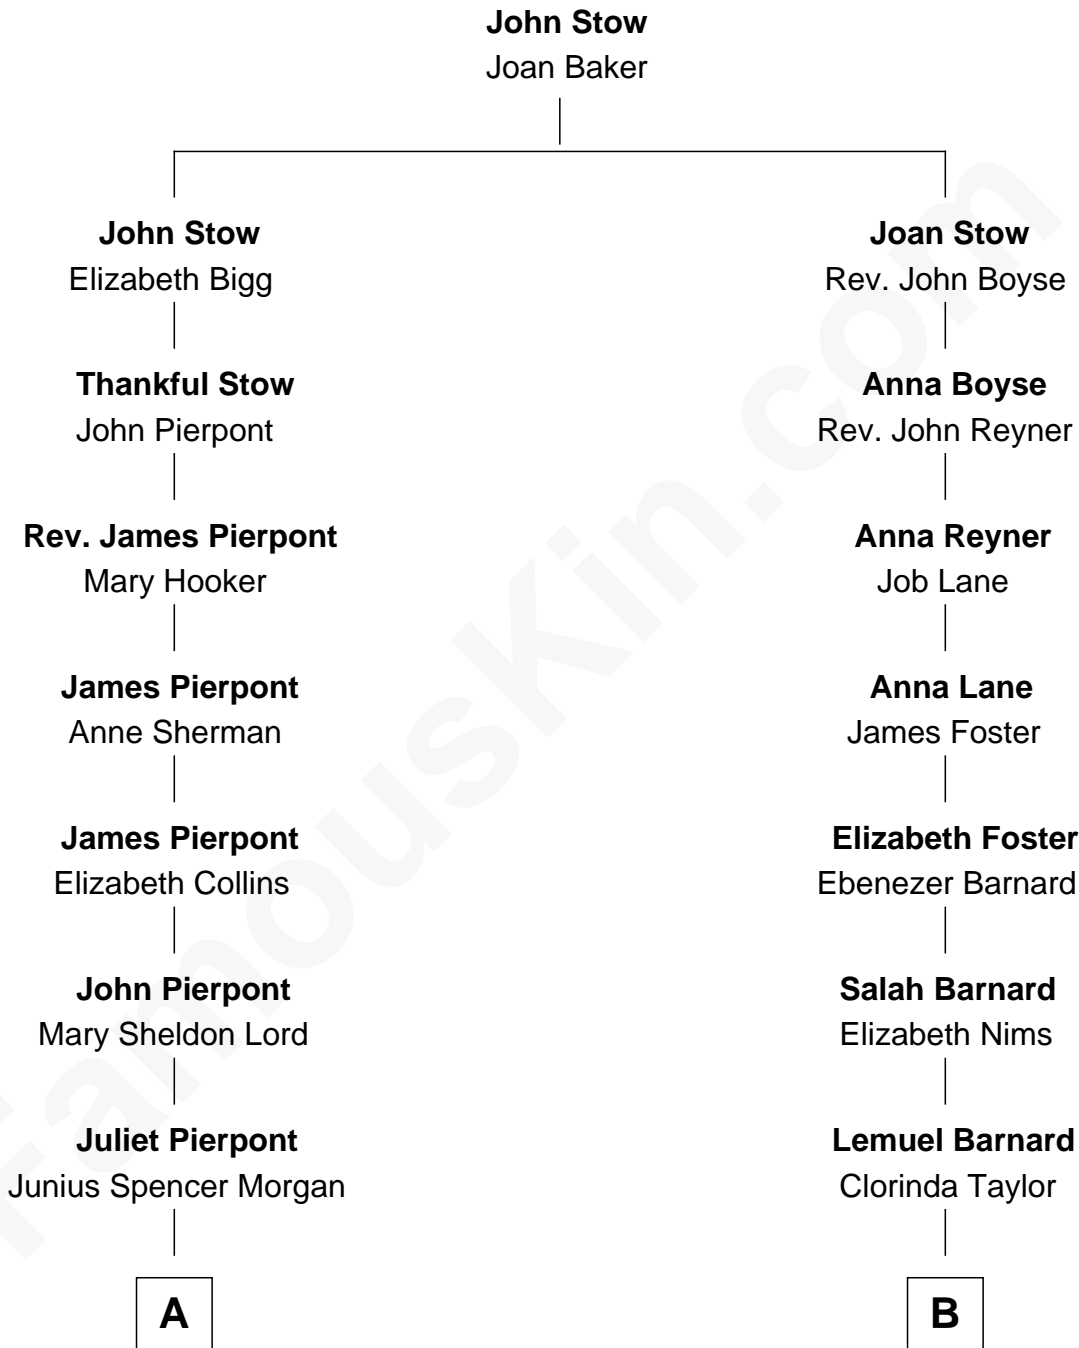 John Stow
Joan Baker
John Stow
Elizabeth Bigg
Thankful Stow
John Pierpont
Rev. James Pierpont
Mary Hooker
James Pierpont
Anne Sherman
James Pierpont
Elizabeth Collins
John Pierpont
Mary Sheldon Lord
Juliet Pierpont
Junius Spencer Morgan
A
Joan Stow
Rev. John Boyse
Anna Boyse
Rev. John Reyner
Anna Reyner
Job Lane
Anna Lane
James Foster
Elizabeth Foster
Ebenezer Barnard
Salah Barnard
Elizabeth Nims
Lemuel Barnard
Clorinda Taylor
B
FamousKin.com